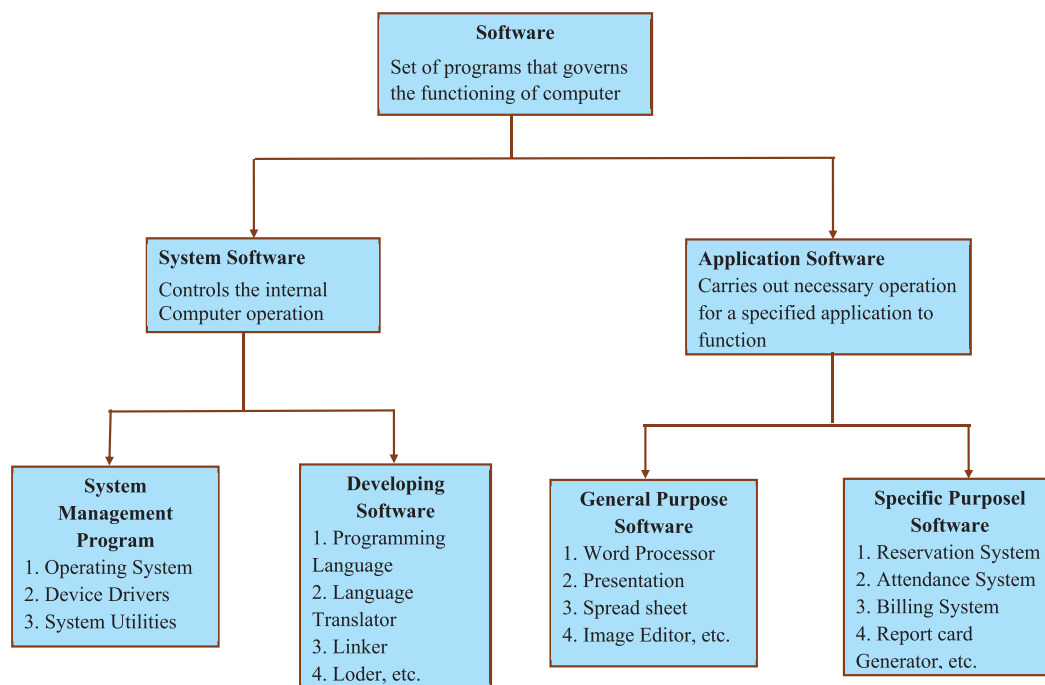 Software
Set of programs that governs
the functioning of computer
System Software
Controls the internal
Computer operation
Application Software
Carries out necessary operation
for a specified application to
function
System
Management
Program
1. Operating System
2. Device Drivers
3. System Utilities
Developing
Software
1. Programming
Language
2. Language
Translator
3. Linker
4. Loder, etc.
General Purpose
Software
1. Word Processor
2. Presentation
3. Spread sheet
4. Image Editor, etc.
Specific Purposel
Software
1. Reservation System
2. Attendance System
3. Billing System
4. Report card
Generator, etc.